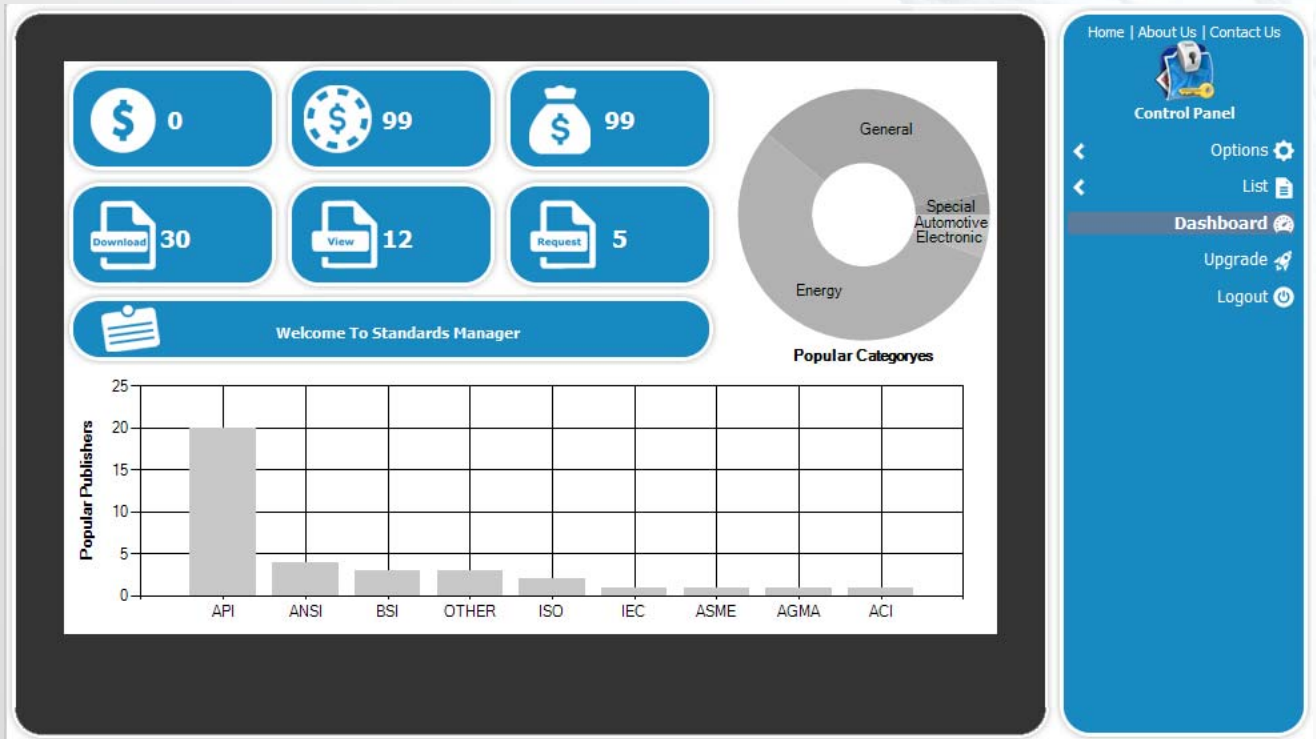 Home | About Us | Contact Us
Control Panel
Options
List
Dashboard
Upgrade
Logout
$ 0
$ 99
$ 99
Download 30
View 12
Request 5
Welcome To Standards Manager
General
Special
Automotive
Electronic
Energy
Popular Categoryes
Popular Publishers
25
20
15
10
5
0
API ANSI BSI OTHER ISO IEC ASME AGMA ACI